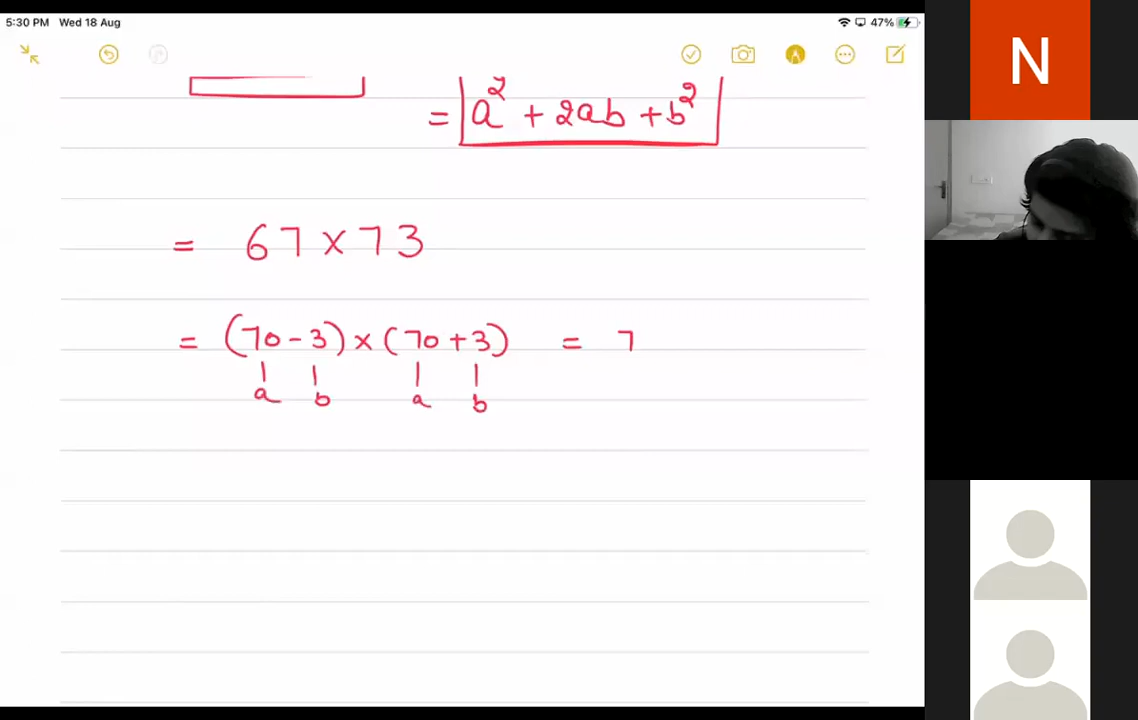 5:30 PM Wed 18 Aug 47%
= a² + 2ab + b²
= 67 × 73
= (70 - 3) × (70 + 3) = 7
a b a b
N